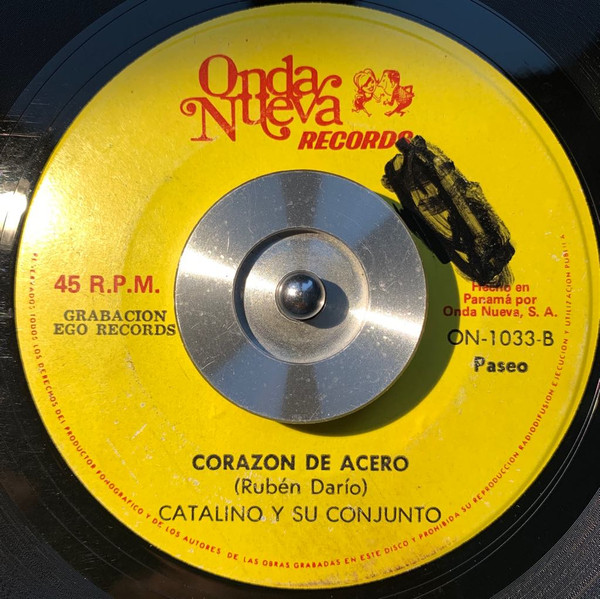 Onda
Nueva
RECORDS
45 R.P.M.
GRABACION
EGO RECORDS
Hecho en
Panamá por
Onda Nueva, S. A.
ON-1033-B
Paseo
CORAZON DE ACERO
(Rubén Darío)
CATALINO Y SU CONJUNTO
RESERVADOS TODOS LOS DERECHOS DEL PRODUCTOR FONOGRAFICO Y DE LOS AUTORES DE LAS OBRAS GRABADAS EN ESTE DISCO Y PROHIBIDA SU REPRODUCCION RADIODIFUSION EJECUCION Y UTILIZACION PUBLICA